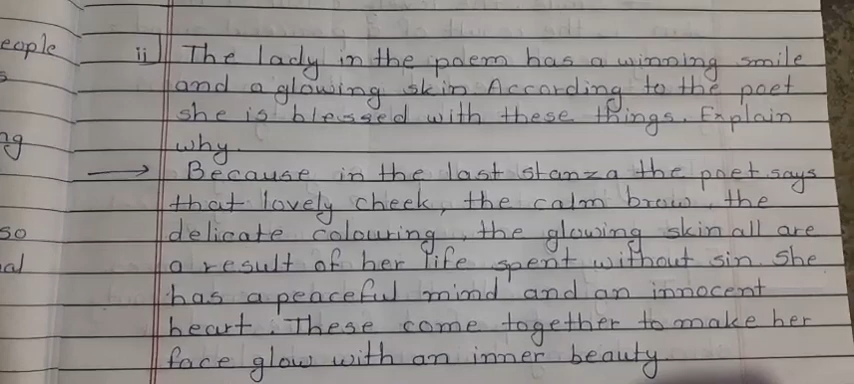 eople
s
ng
so
al
ii) The lady in the poem has a winning smile
and a glowing skin According to the poet
she is blessed with these things. Explain
why.
→ Because in the last stanza the poet says
that lovely cheek, the calm brow, the
delicate colouring, the glowing skin all are
a result of her life spent without sin. She
has a peaceful mind and an innocent
heart. These come together to make her
face glow with an inner beauty